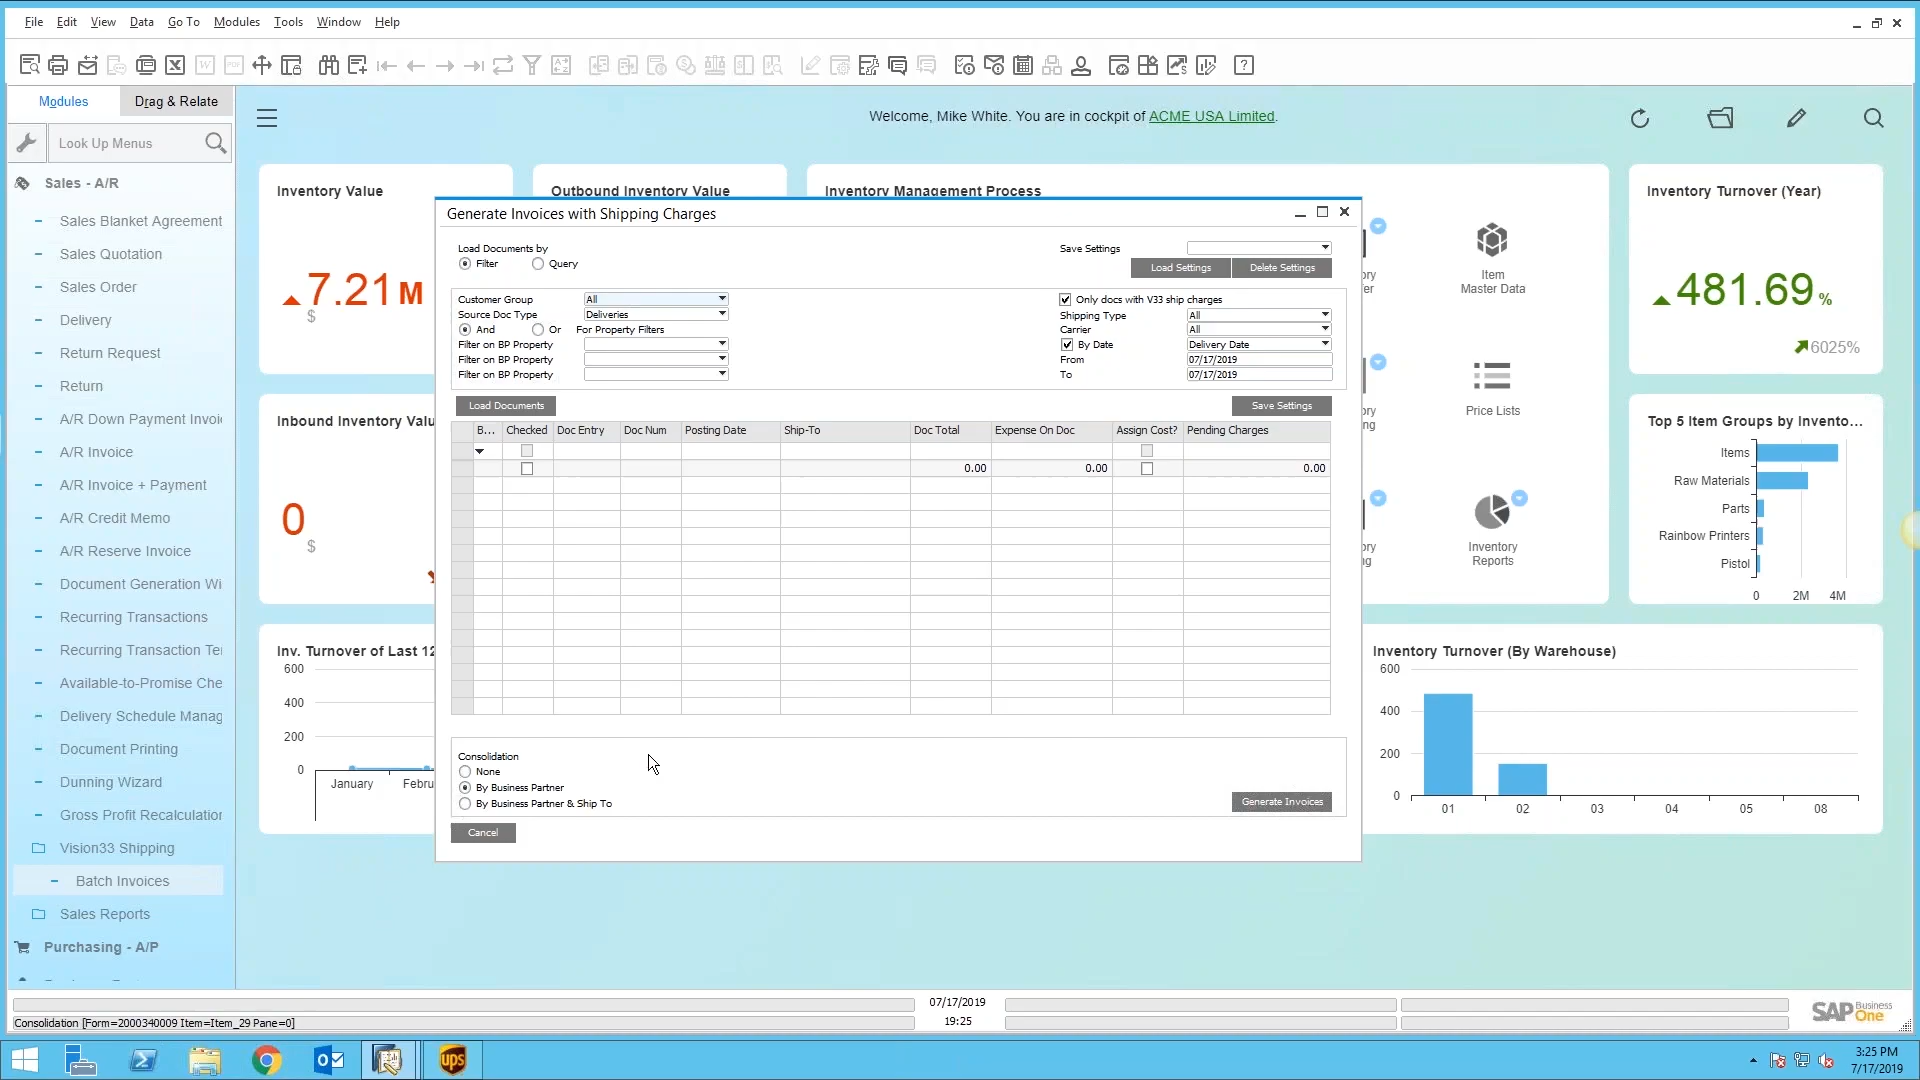 File Edit View Data Go To Modules Tools Window Help
Modules Drag & Relate
Look Up Menus
Sales - A/R
Sales Blanket Agreement
Sales Quotation
Sales Order
Delivery
Return Request
Return
A/R Down Payment Invoi
A/R Invoice
A/R Invoice + Payment
A/R Credit Memo
A/R Reserve Invoice
Document Generation Wi
Recurring Transactions
Recurring Transaction Te
Available-to-Promise Che
Delivery Schedule Manag
Document Printing
Dunning Wizard
Gross Profit Recalculation
Vision33 Shipping
Batch Invoices
Sales Reports
Purchasing - A/P
Welcome, Mike White. You are in cockpit of ACME USA Limited.
Inventory Value
7.21 M
$
Outbound Inventory Value
Inventory Management Process
Inventory Turnover (Year)
481.69 %
6025%
Inbound Inventory Valu
0
$
Item
Master Data
Price Lists
Inventory
Reports
Top 5 Item Groups by Invento...
Items
Raw Materials
Parts
Rainbow Printers
Pistol
0 2M 4M
Inv. Turnover of Last 12
600
400
200
0
January Febru
Inventory Turnover (By Warehouse)
600
400
200
0
01 02 03 04 05 08
Generate Invoices with Shipping Charges
Load Documents by
Filter Query
Save Settings
Load Settings Delete Settings
Customer Group All
Source Doc Type Deliveries
And Or For Property Filters
Filter on BP Property
Filter on BP Property
Filter on BP Property
Only docs with V33 ship charges
Shipping Type All
Carrier All
By Date Delivery Date
From 07/17/2019
To 07/17/2019
Load Documents Save Settings
B... Checked Doc Entry Doc Num Posting Date Ship-To Doc Total Expense On Doc Assign Cost? Pending Charges
0.00 0.00 0.00
Consolidation
None
By Business Partner
By Business Partner & Ship To
Generate Invoices
Cancel
07/17/2019
19:25
Consolidation [Form=2000340009 Item=Item_29 Pane=0]
SAP Business One
ups
3:25 PM
7/17/2019